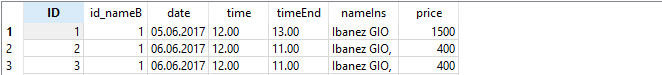 ID id_nameB date time timeEnd nameIns price
1 1 1 05.06.2017 12.00 13.00 Ibanez GIO 1500
2 2 1 06.06.2017 12.00 11.00 Ibanez GIO, 400
3 3 1 06.06.2017 12.00 11.00 Ibanez GIO, 400